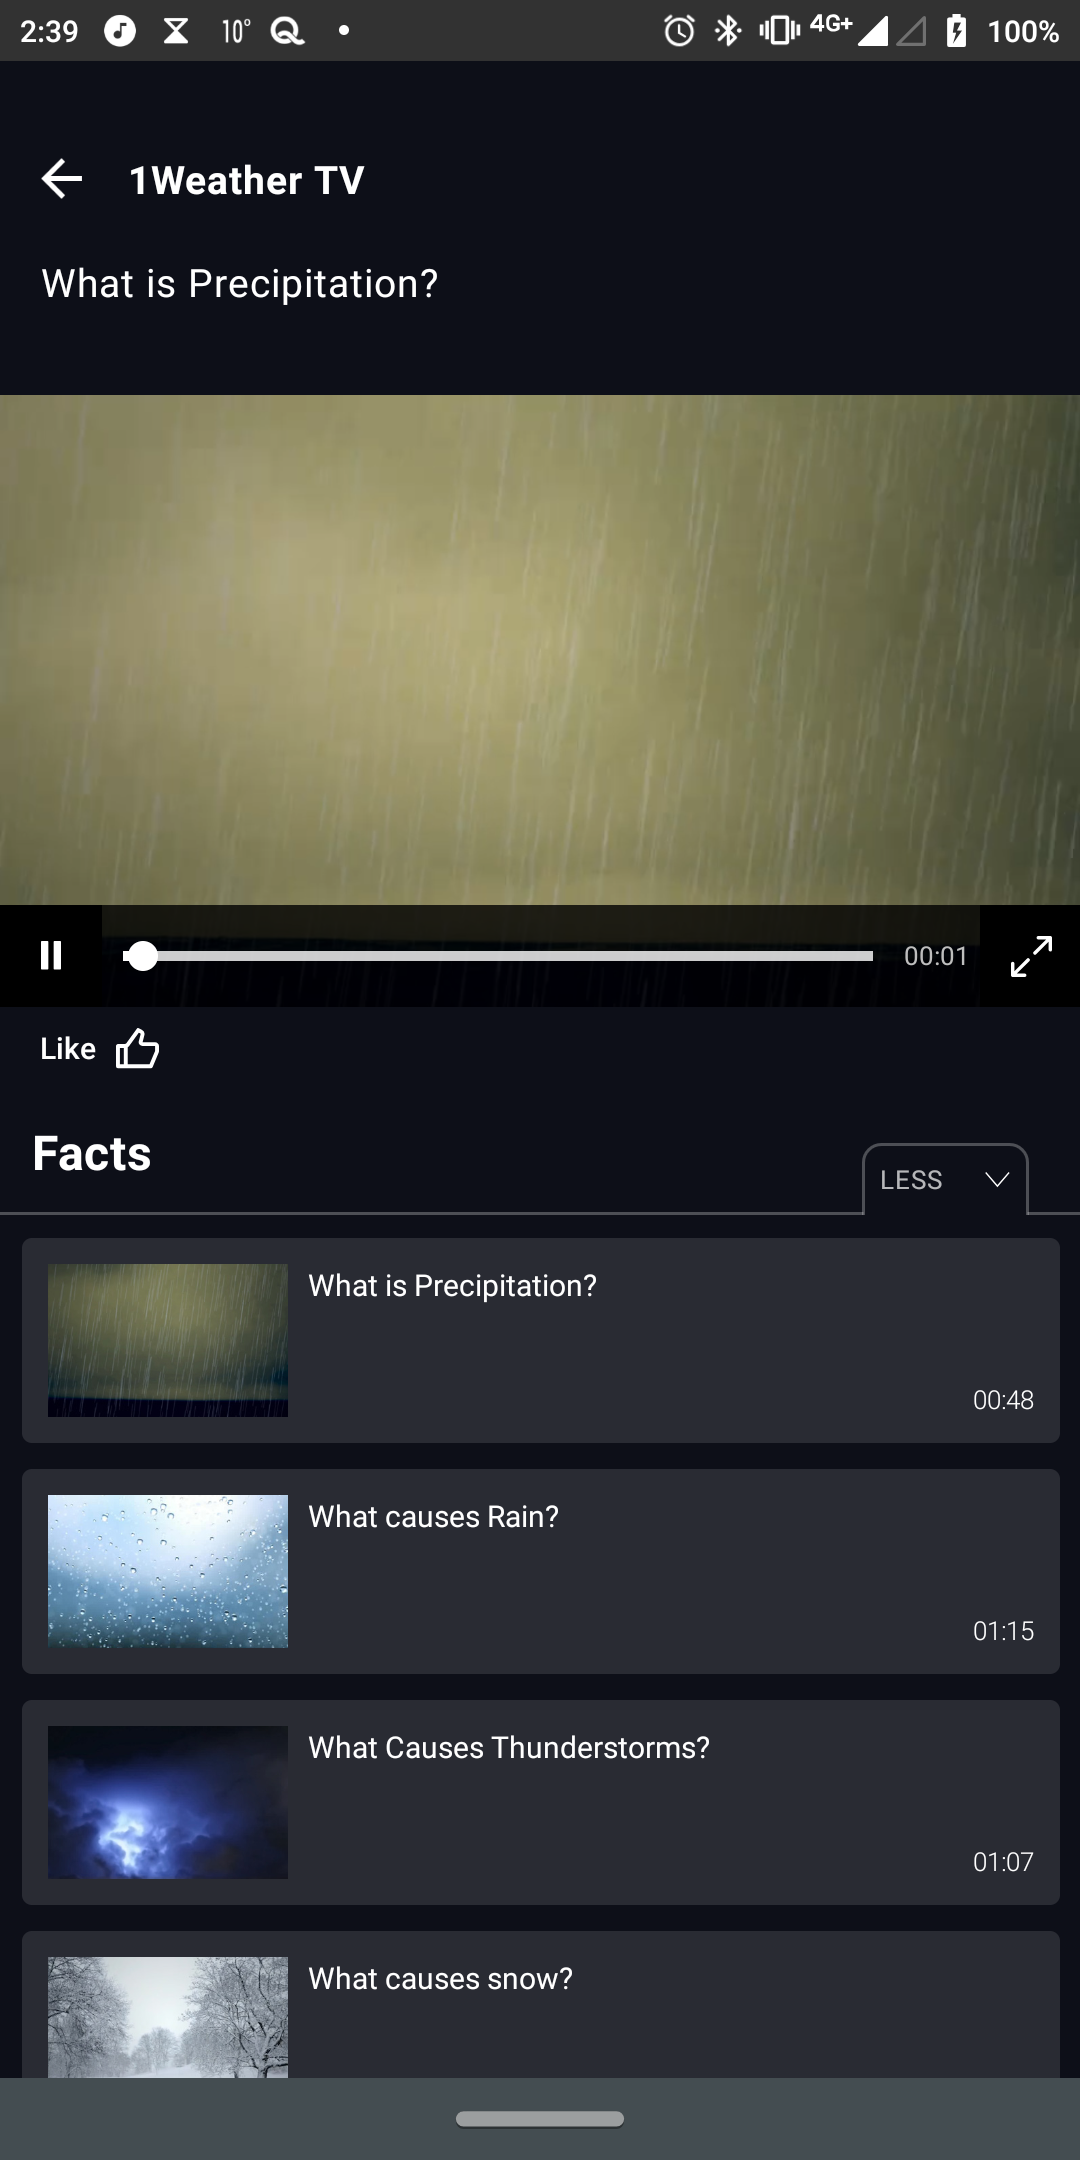 2:39 10° 4G+ 100%
1Weather TV
What is Precipitation?
00:01
Like
Facts
LESS
What is Precipitation?
00:48
What causes Rain?
01:15
What Causes Thunderstorms?
01:07
What causes snow?